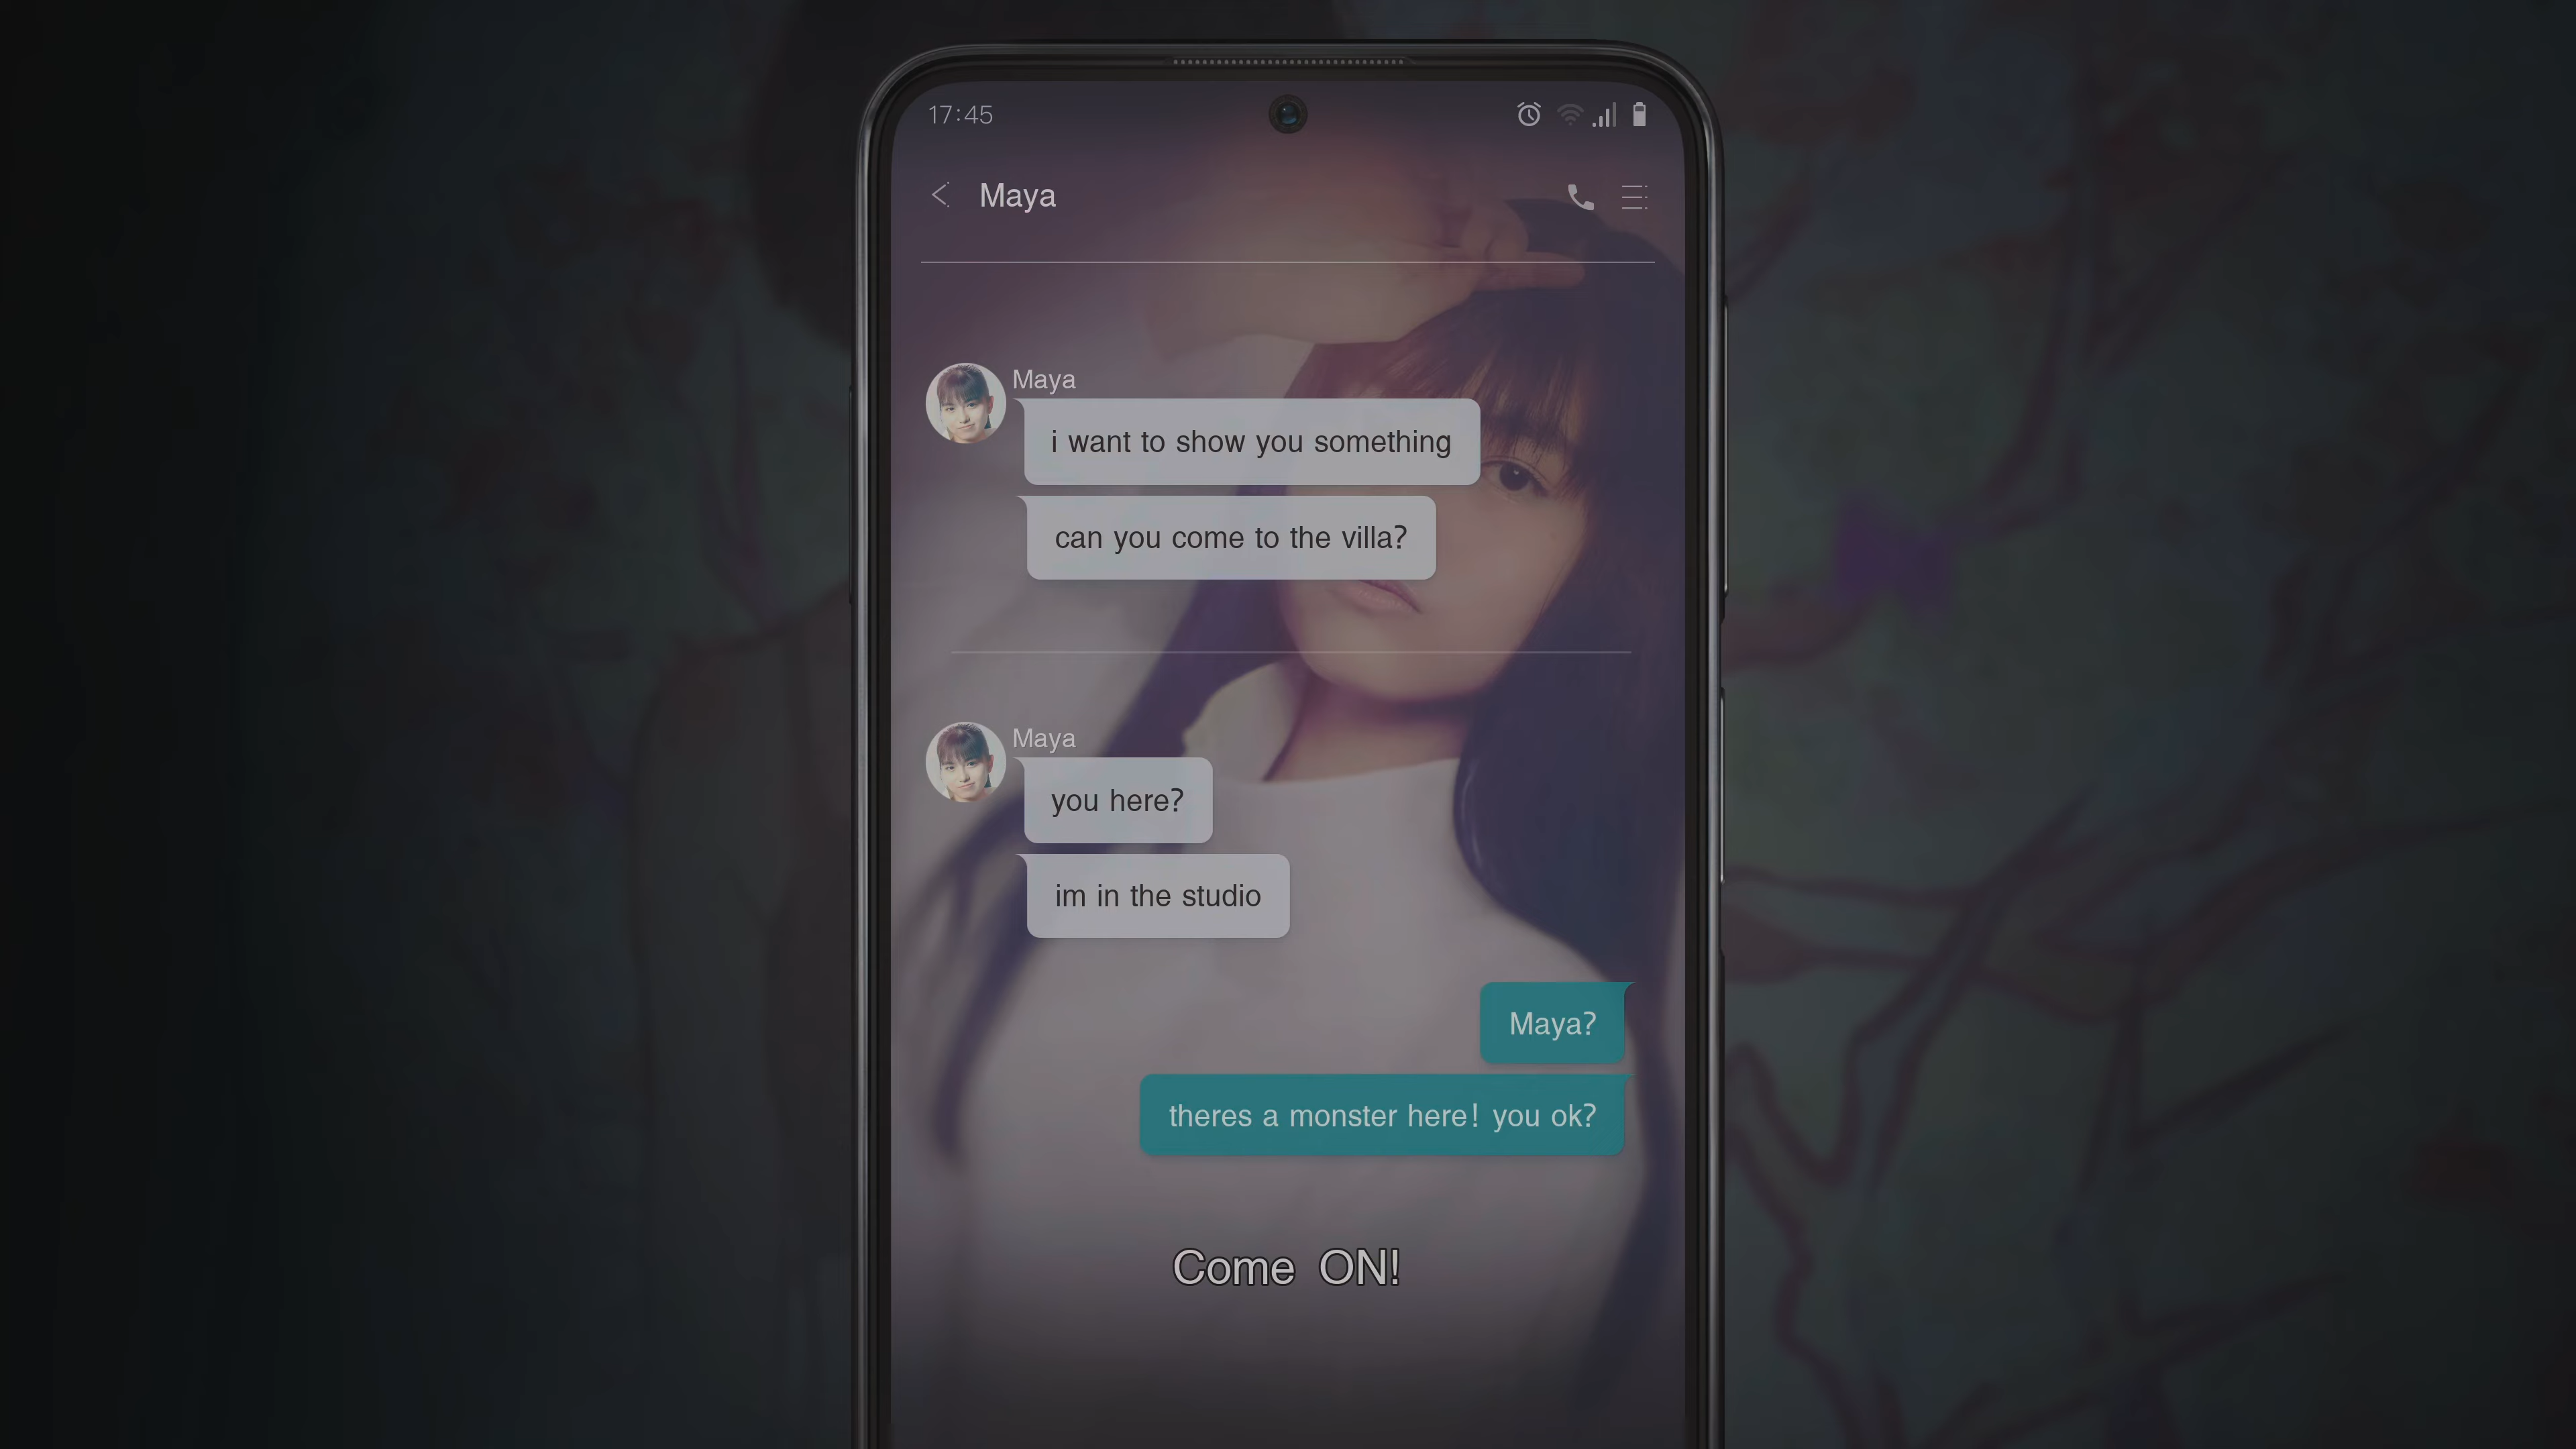 17:45
Maya
Maya
i want to show you something
can you come to the villa?
Maya
you here?
im in the studio
Maya?
theres a monster here! you ok?
Come ON!